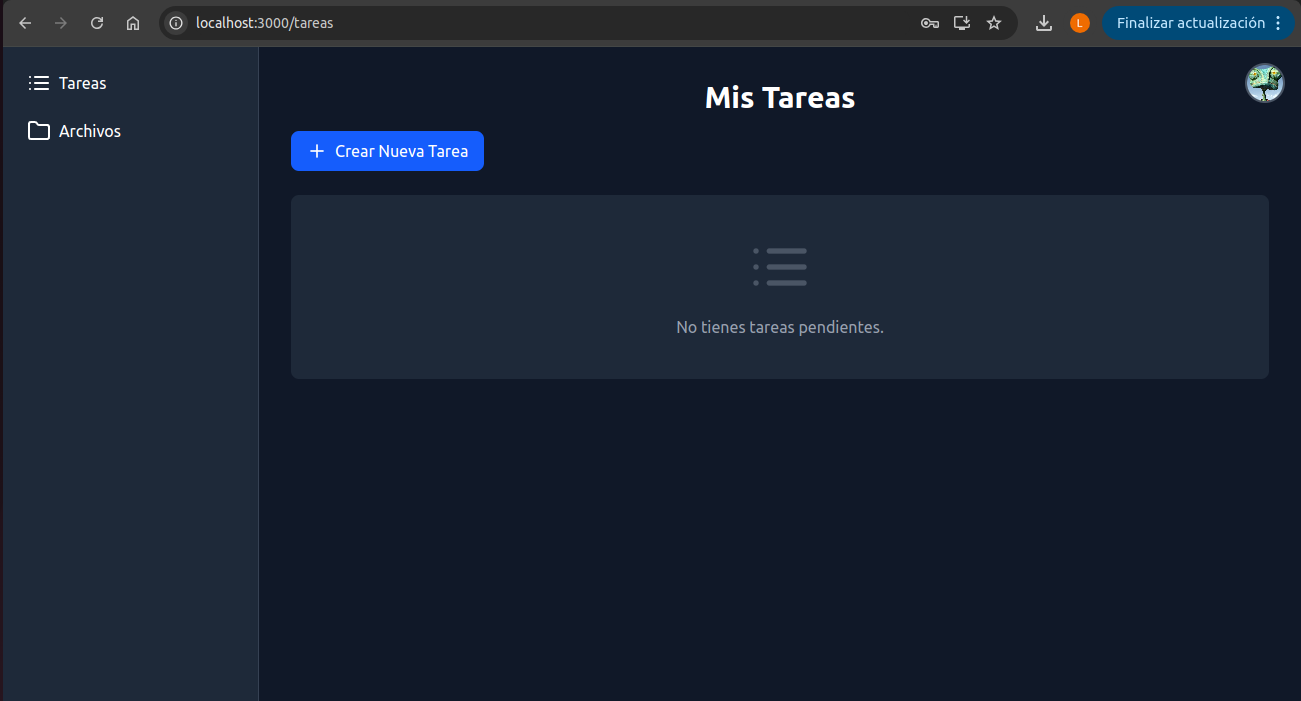 localhost:3000/tareas
L
Finalizar actualización
Tareas
Archivos
Mis Tareas
Crear Nueva Tarea
No tienes tareas pendientes.